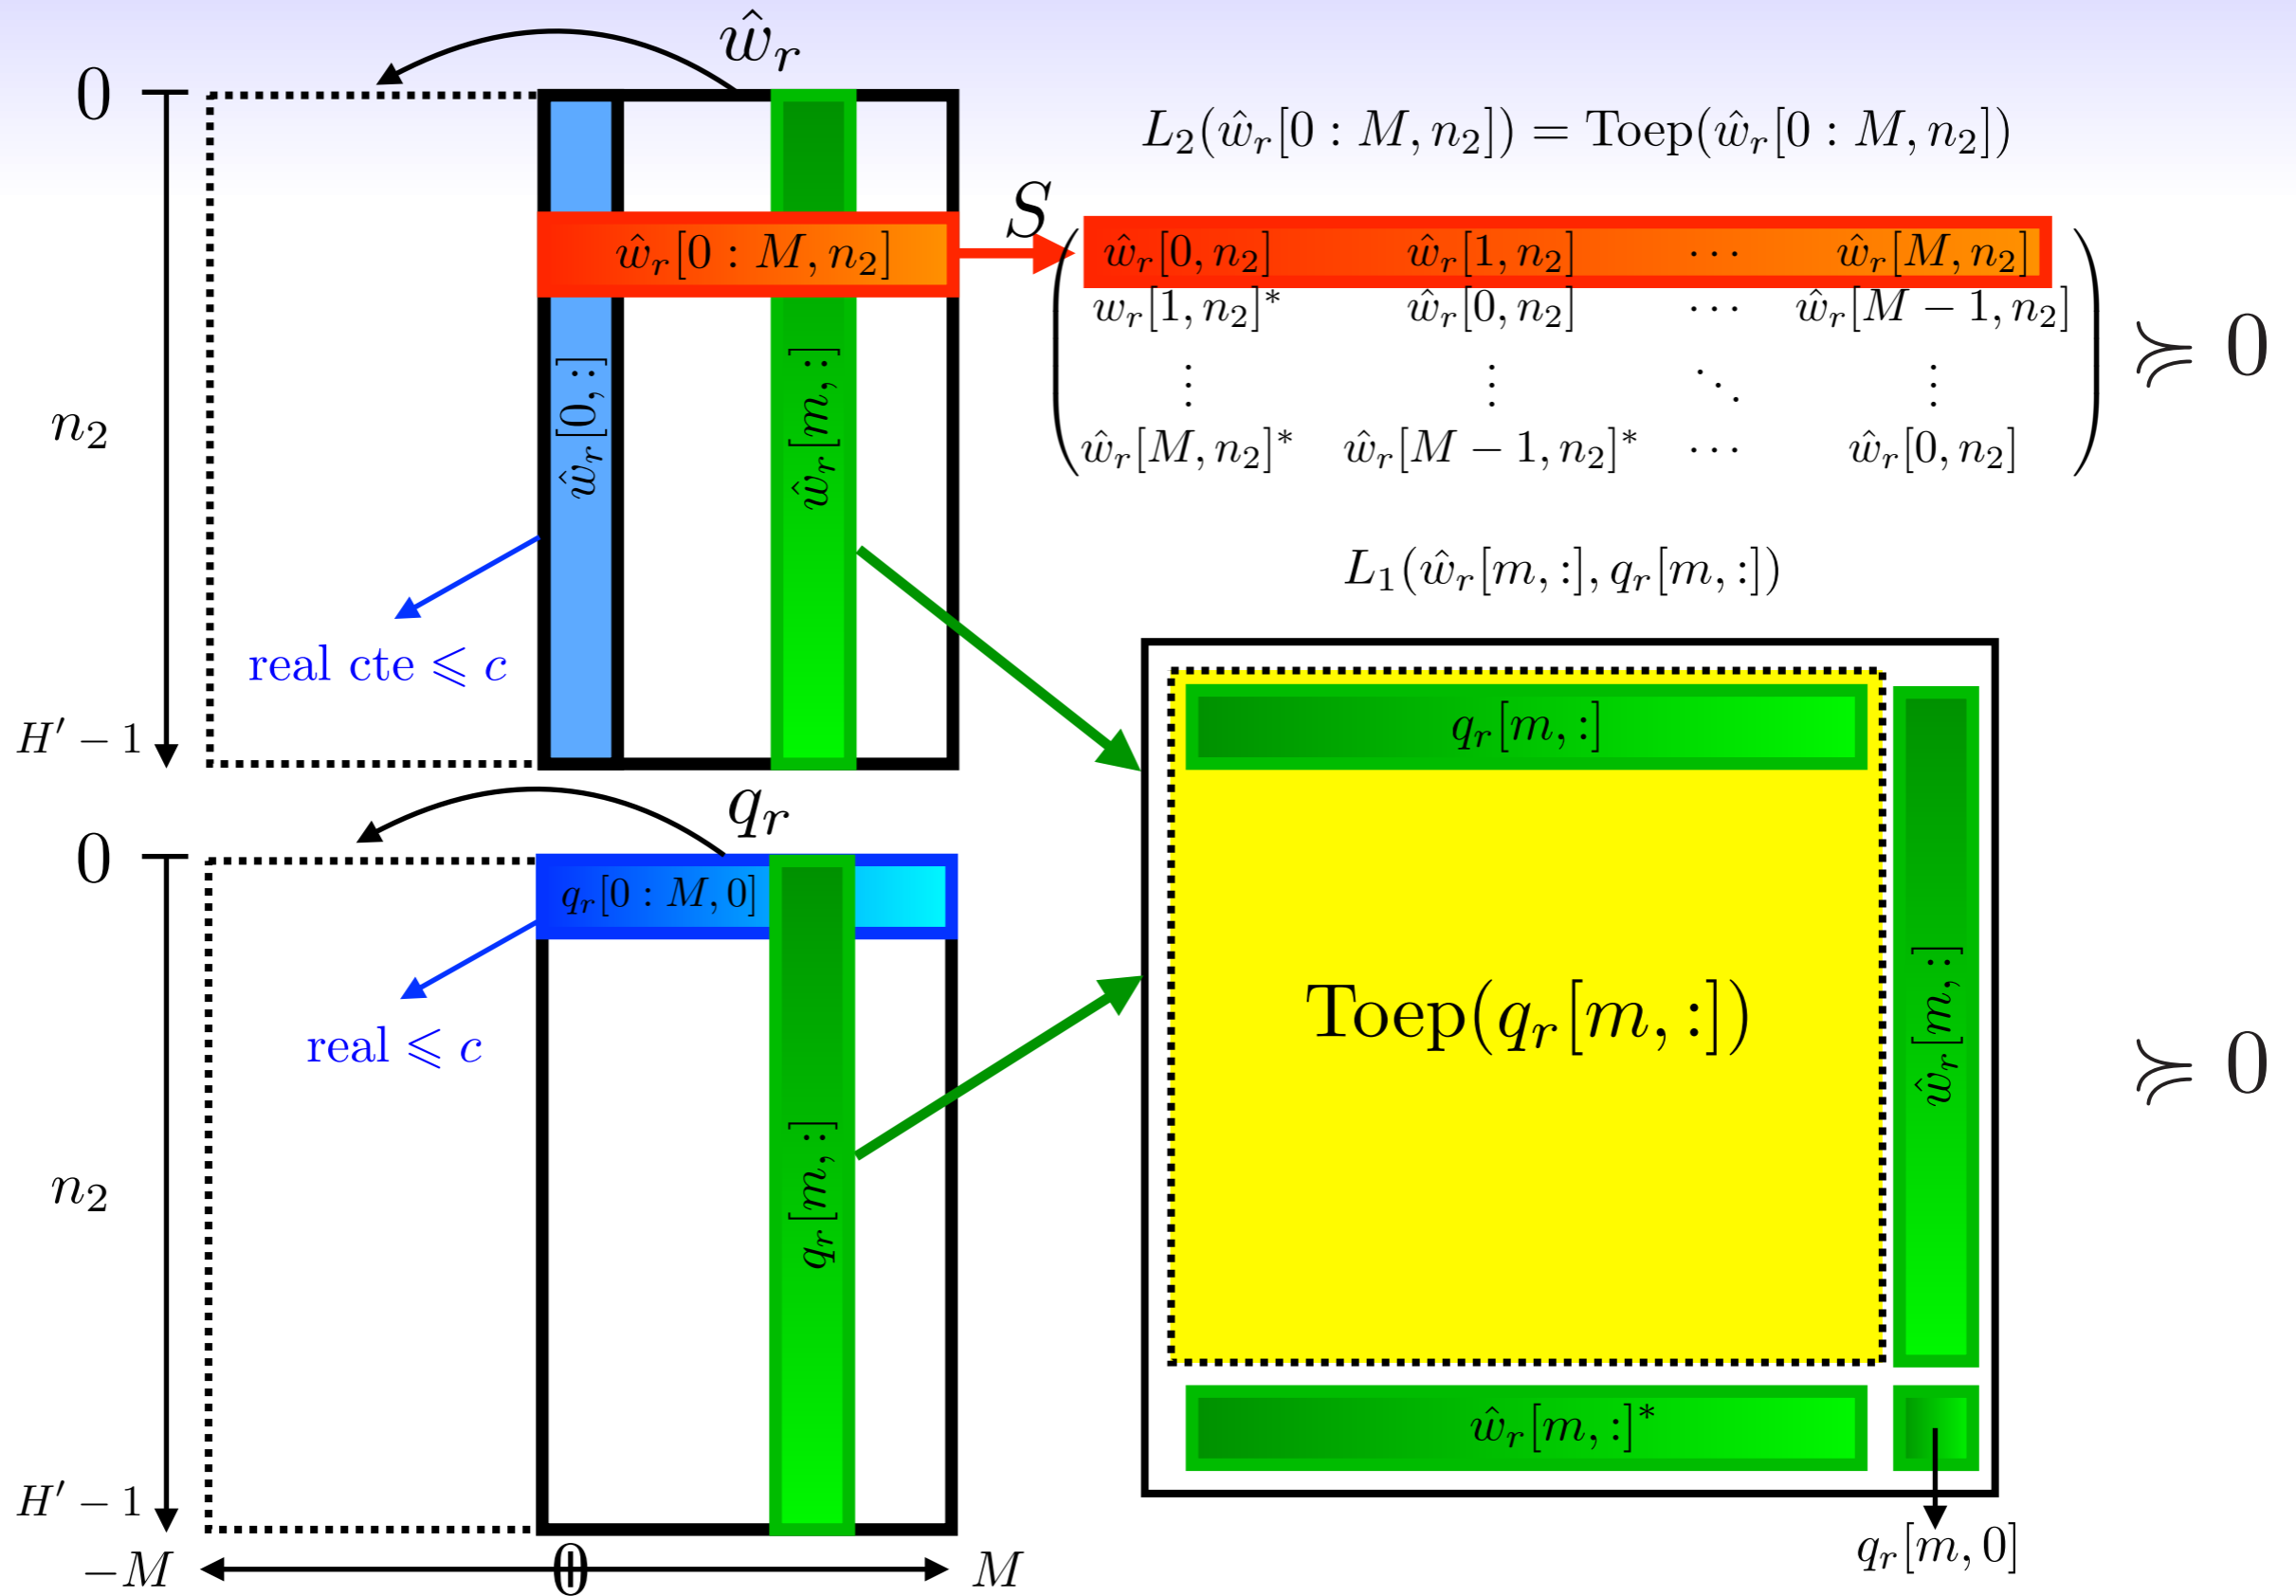 ŵ_r
0
L_2(ŵ_r[0 : M, n_2]) = Toep(ŵ_r[0 : M, n_2])
S
ŵ_r[0 : M, n_2]
ŵ_r[0, n_2] ŵ_r[1, n_2] ⋯ ŵ_r[M, n_2]
w_r[1, n_2]* ŵ_r[0, n_2] ⋯ ŵ_r[M − 1, n_2]
⋮ ⋮ ⋱ ⋮
ŵ_r[M, n_2]* ŵ_r[M − 1, n_2]* ⋯ ŵ_r[0, n_2]
≽ 0
ŵ_r[0, :]
ŵ_r[m, :]
n_2
real cte ⩽ c
H′ − 1
L_1(ŵ_r[m, :], q_r[m, :])
q_r
0
q_r[0 : M, 0]
real ⩽ c
q_r[m, :]
n_2
H′ − 1
−M
0
M
q_r[m, :]
Toep(q_r[m, :])
ŵ_r[m, :]
≽ 0
ŵ_r[m, :]*
q_r[m, 0]